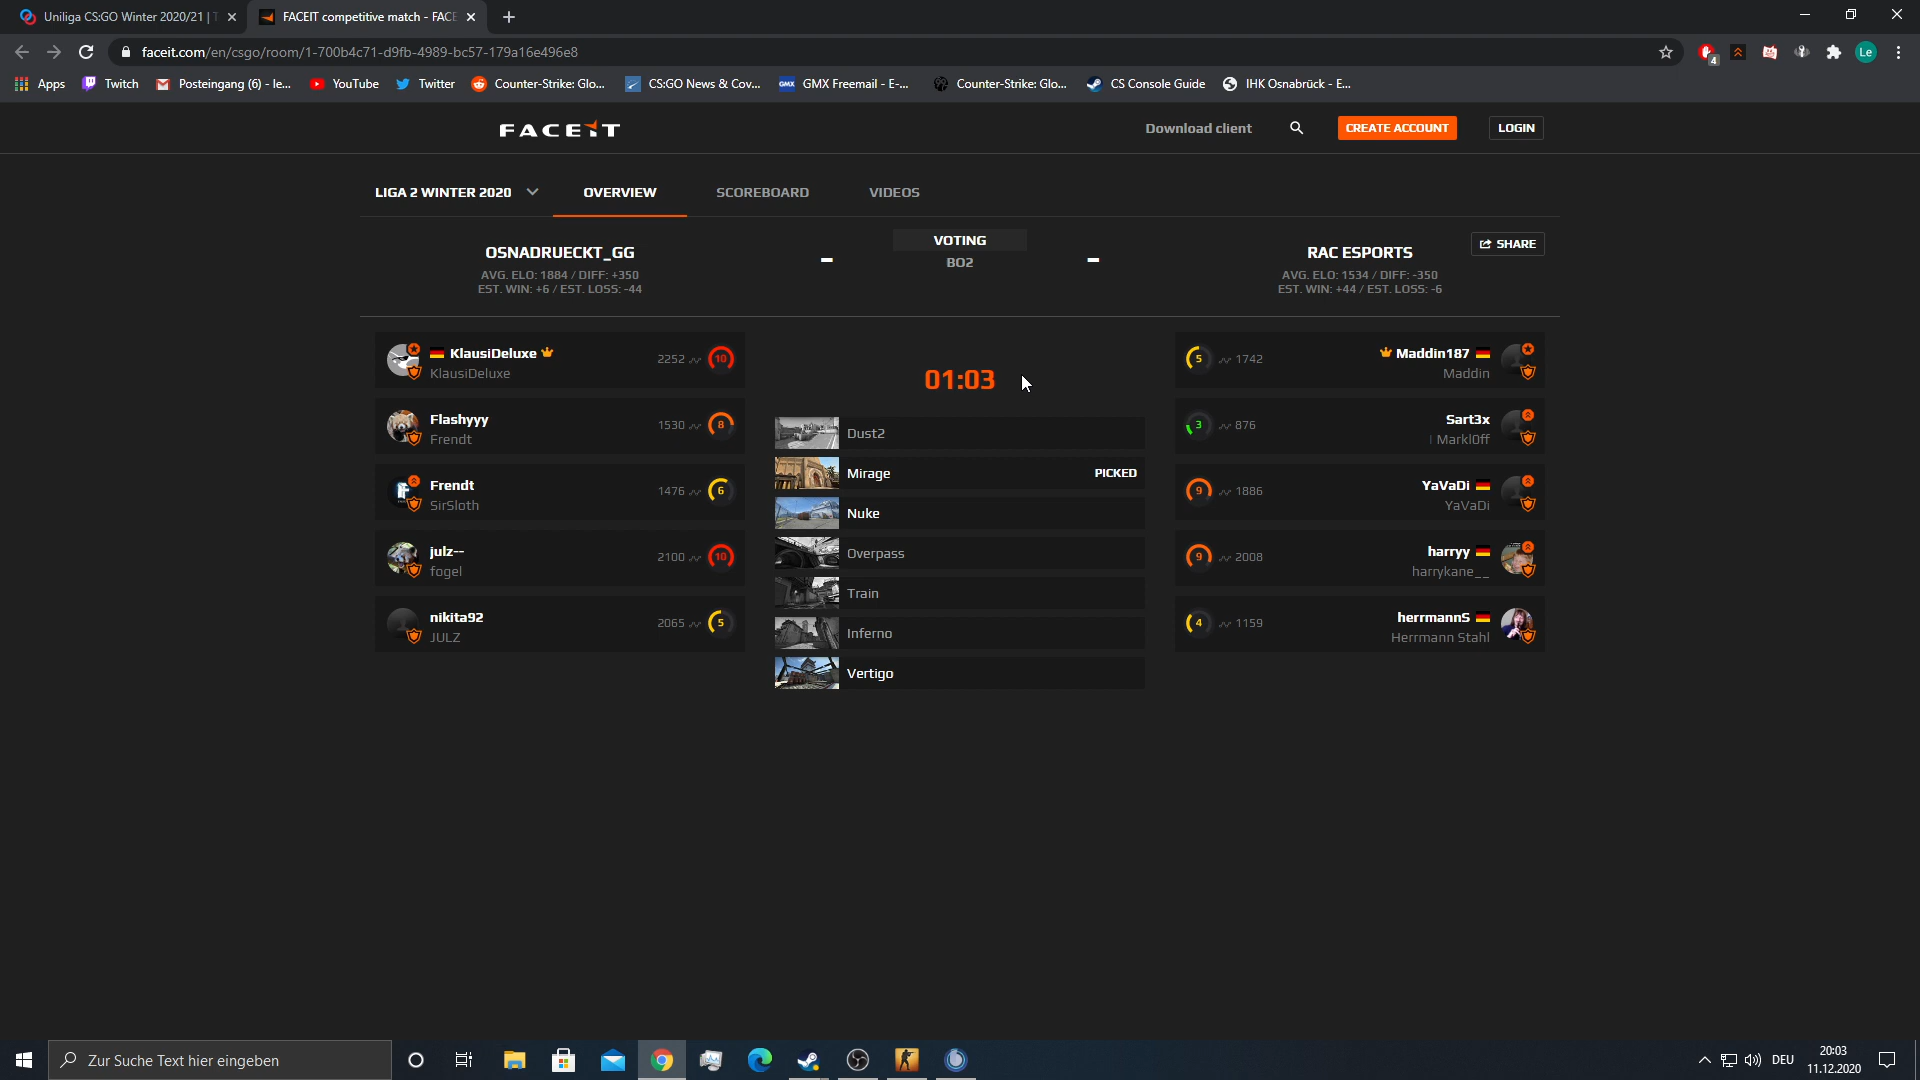 Uniliga CS:GO Winter 2020/21 | T
FACEIT competitive match - FACE
faceit.com/en/csgo/room/1-700b4c71-d9fb-4989-bc57-179a16e496e8
4
Le
Apps
Twitch
Posteingang (6) - le...
YouTube
Twitter
Counter-Strike: Glo...
CS:GO News & Cov...
GMX
GMX Freemail - E-...
Counter-Strike: Glo...
CS Console Guide
IHK Osnabrück - E...
FACEIT
Download client
CREATE ACCOUNT
LOGIN
LIGA 2 WINTER 2020
OVERVIEW
SCOREBOARD
VIDEOS
OSNADRUECKT_GG
AVG. ELO: 1884 / DIFF: +350
EST. WIN: +6 / EST. LOSS: -44
-
VOTING
BO2
-
RAC ESPORTS
AVG. ELO: 1534 / DIFF: -350
EST. WIN: +44 / EST. LOSS: -6
SHARE
KlausiDeluxe
KlausiDeluxe
2252 10
Flashyyy
Frendt
1530 8
Frendt
SirSloth
1476 6
julz--
fogel
2100 10
nikita92
JULZ
2065 5
01:03
Dust2
Mirage PICKED
Nuke
Overpass
Train
Inferno
Vertigo
5 1742
Maddin187
Maddin
3 876
Sart3x
| Markl0ff
9 1886
YaVaDi
YaVaDi
9 2008
harryy
harrykane__
4 1159
herrmannS
Herrmann Stahl
Zur Suche Text hier eingeben
DEU
20:03
11.12.2020